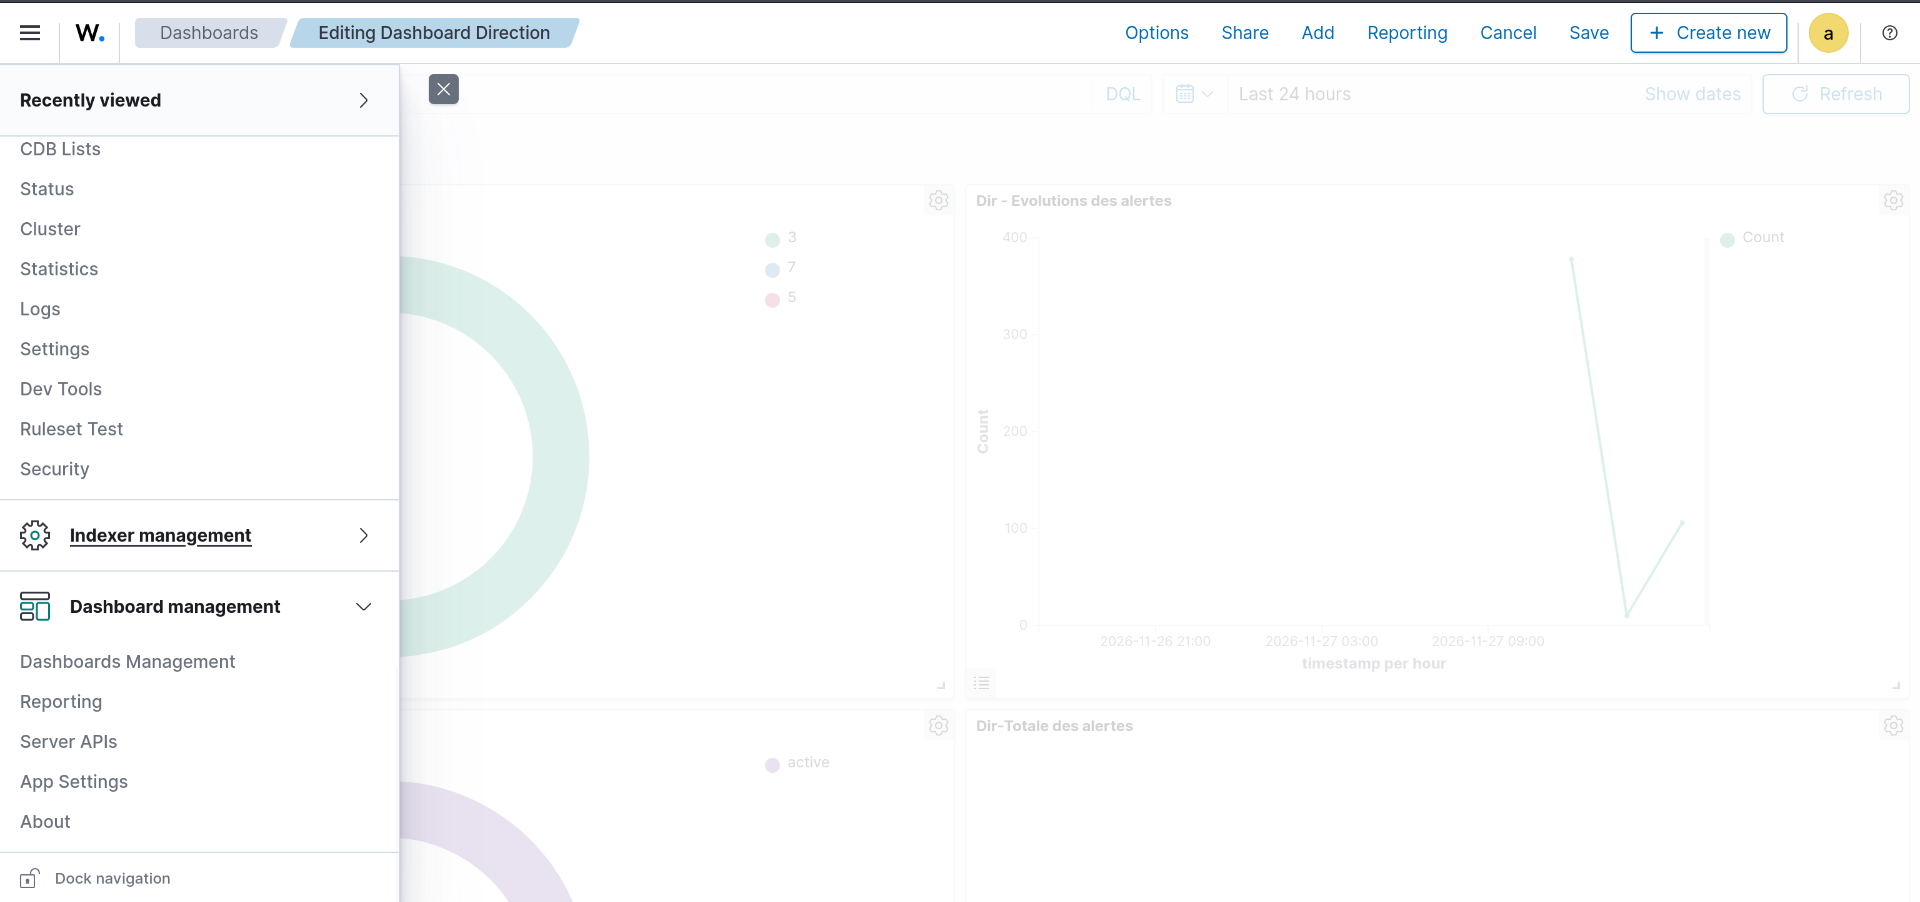 W.
Dashboards
Editing Dashboard Direction
Options
Share
Add
Reporting
Cancel
Save
+ Create new
a
Recently viewed
CDB Lists
Status
Cluster
Statistics
Logs
Settings
Dev Tools
Ruleset Test
Security
Indexer management
Dashboard management
Dashboards Management
Reporting
Server APIs
App Settings
About
Dock navigation
DQL
Last 24 hours
Show dates
Refresh
3
7
5
Dir - Evolutions des alertes
400
300
200
100
0
Count
2026-11-26 21:00
2026-11-27 03:00
2026-11-27 09:00
timestamp per hour
Count
active
Dir-Totale des alertes